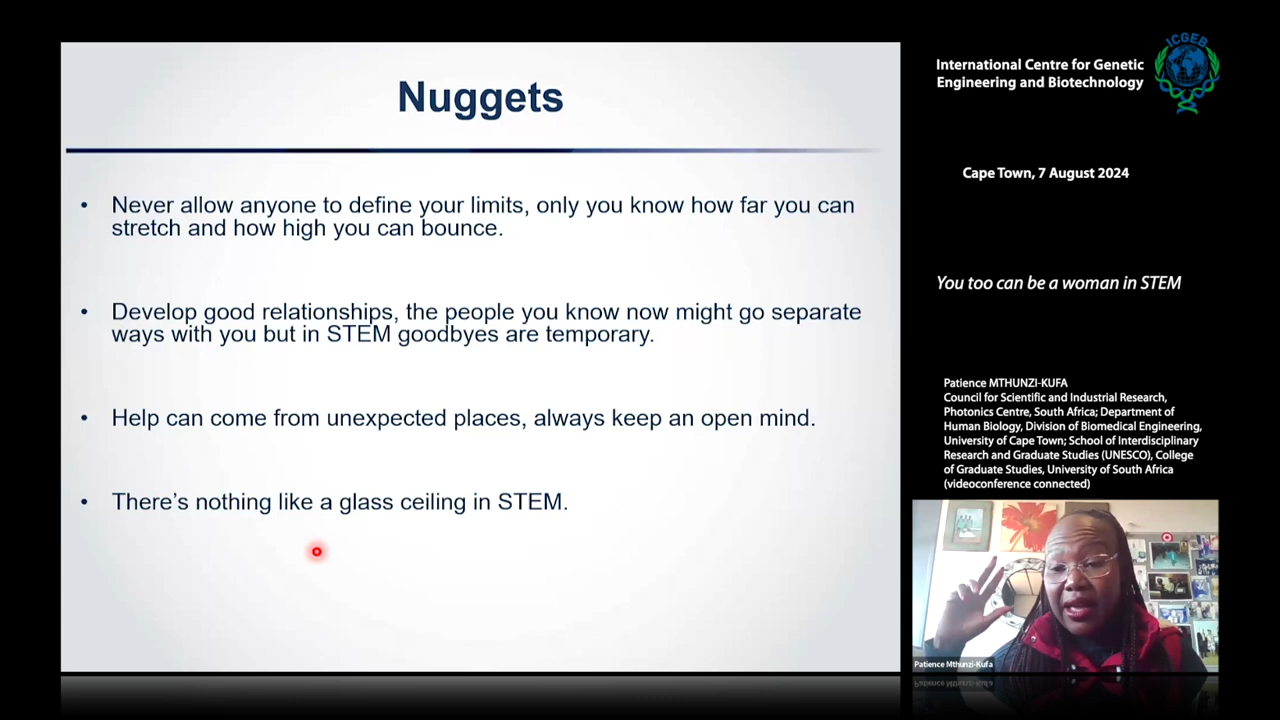 Nuggets
• Never allow anyone to define your limits, only you know how far you can
stretch and how high you can bounce.
• Develop good relationships, the people you know now might go separate
ways with you but in STEM goodbyes are temporary.
• Help can come from unexpected places, always keep an open mind.
• There’s nothing like a glass ceiling in STEM.
International Centre for Genetic
Engineering and Biotechnology
ICGEB
Cape Town, 7 August 2024
You too can be a woman in STEM
Patience MTHUNZI-KUFA
Council for Scientific and Industrial Research,
Photonics Centre, South Africa; Department of
Human Biology, Division of Biomedical Engineering,
University of Cape Town; School of Interdisciplinary
Research and Graduate Studies (UNESCO), College
of Graduate Studies, University of South Africa
(videoconference connected)
Patience Mthunzi-Kufa